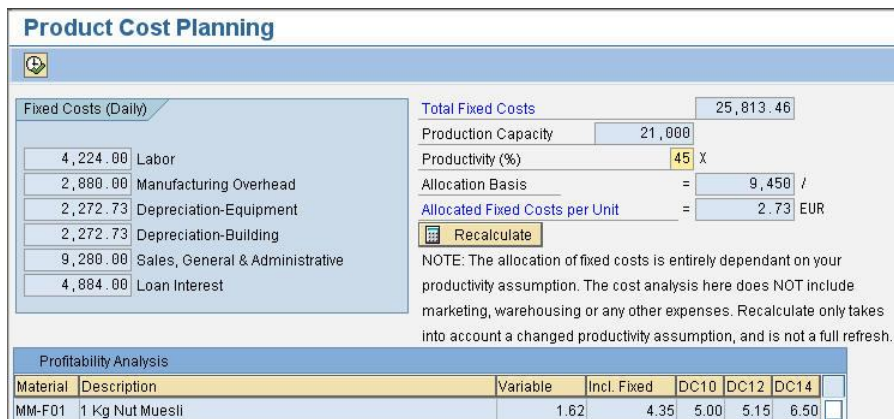 Product Cost Planning
Fixed Costs (Daily)
4,224.00 Labor
2,880.00 Manufacturing Overhead
2,272.73 Depreciation-Equipment
2,272.73 Depreciation-Building
9,280.00 Sales, General & Administrative
4,884.00 Loan Interest
Total Fixed Costs 25,813.46
Production Capacity 21,000
Productivity (%) 45 X
Allocation Basis = 9,450 /
Allocated Fixed Costs per Unit = 2.73 EUR
Recalculate
NOTE: The allocation of fixed costs is entirely dependant on your
productivity assumption. The cost analysis here does NOT include
marketing, warehousing or any other expenses. Recalculate only takes
into account a changed productivity assumption, and is not a full refresh.
Profitability Analysis
Material Description Variable Incl. Fixed DC10 DC12 DC14
MM-F01 1 Kg Nut Muesli 1.62 4.35 5.00 5.15 6.50